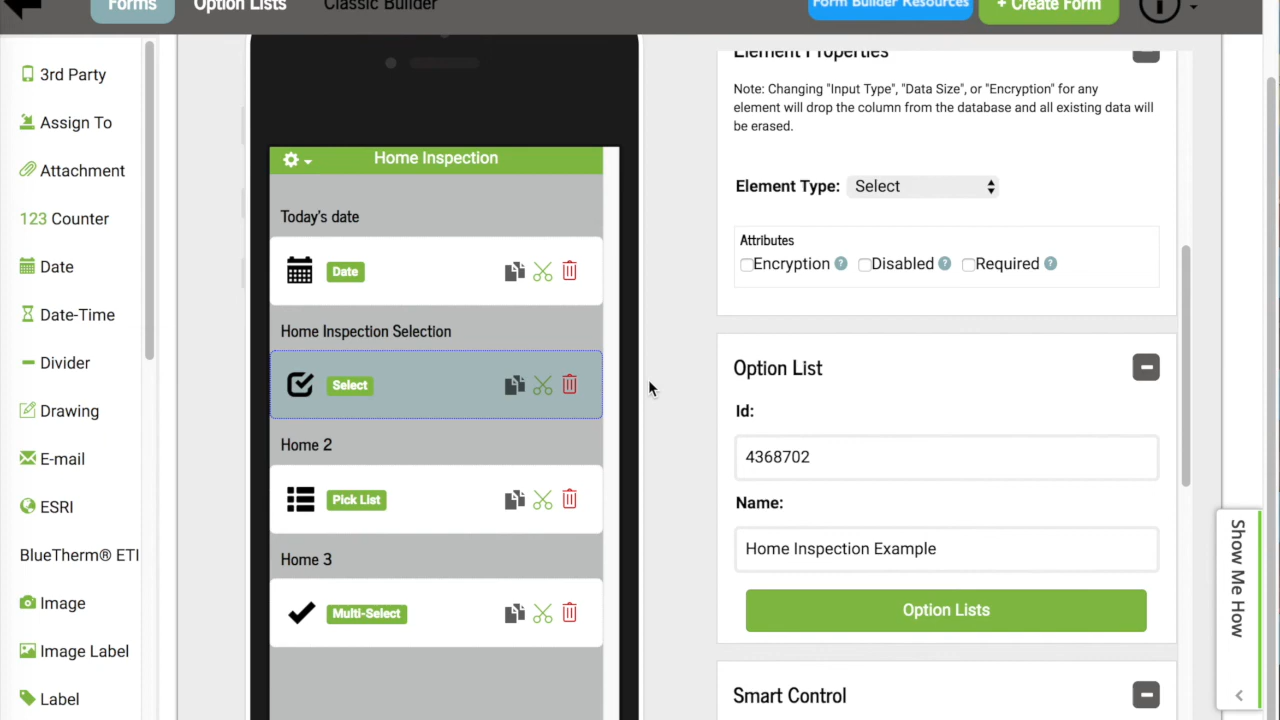 Forms
Option Lists
Classic Builder
Form Builder Resources
+ Create Form
3rd Party
Assign To
Attachment
123 Counter
Date
Date-Time
Divider
Drawing
E-mail
ESRI
BlueTherm® ETI
Image
Image Label
Label
Home Inspection
Today's date
Date
Home Inspection Selection
Select
Home 2
Pick List
Home 3
Multi-Select
Element Properties
Note: Changing "Input Type", "Data Size", or "Encryption" for any
element will drop the column from the database and all existing data will
be erased.
Element Type: Select
Attributes
Encryption ? Disabled ? Required ?
Option List
Id:
4368702
Name:
Home Inspection Example
Option Lists
Smart Control
Show Me How